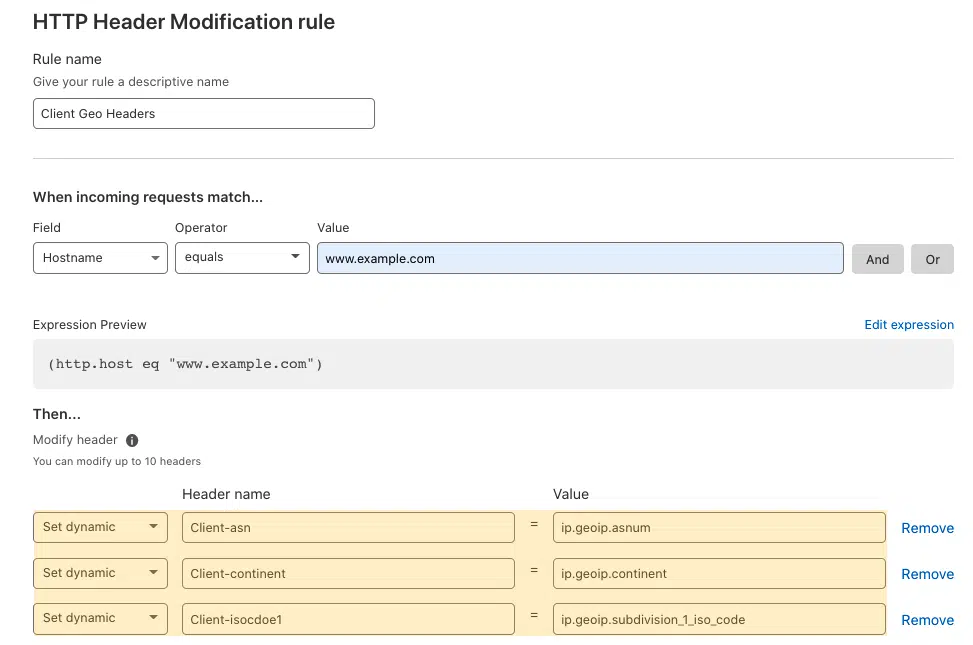 HTTP Header Modification rule
Rule name
Give your rule a descriptive name
Client Geo Headers
When incoming requests match...
Field Operator Value
Hostname equals www.example.com And Or
Expression Preview Edit expression
(http.host eq "www.example.com")
Then...
Modify header
You can modify up to 10 headers
Header name Value
Set dynamic Client-asn = ip.geoip.asnum Remove
Set dynamic Client-continent = ip.geoip.continent Remove
Set dynamic Client-isocdoe1 = ip.geoip.subdivision_1_iso_code Remove